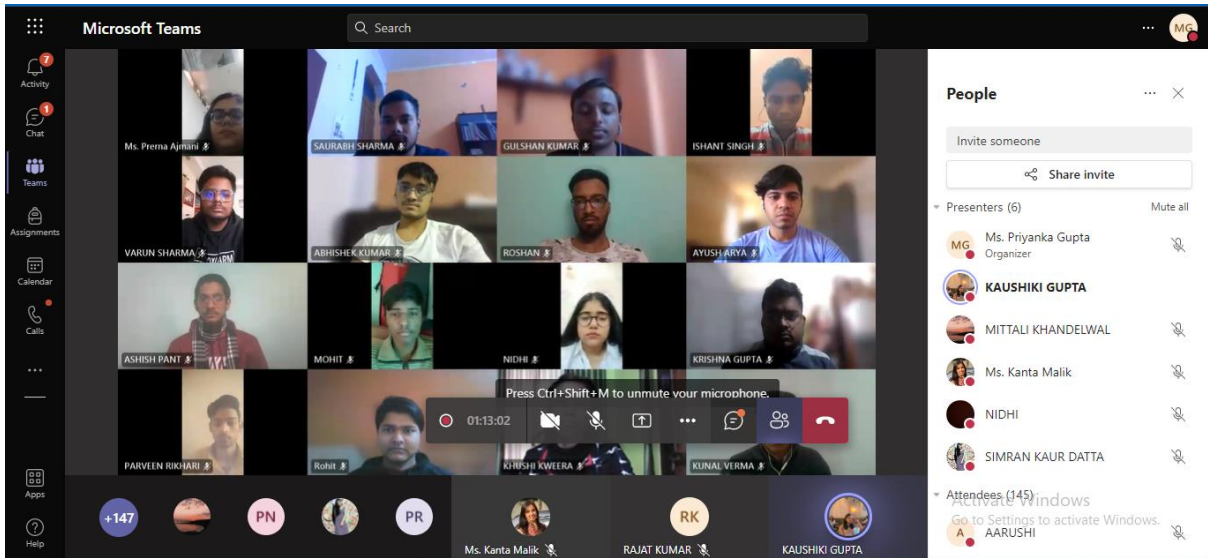 Microsoft Teams
Search
...
MG
7
Activity
1
Chat
Teams
Assignments
Calendar
Calls
...
Apps
Help
Ms. Prerna Ajmani
SAURABH SHARMA
GULSHAN KUMAR
ISHANT SINGH
VARUN SHARMA
ABHISHEK KUMAR
ROSHAN
AYUSH ARYA
ASHISH PANT
MOHIT
NIDHI
KRISHNA GUPTA
Press Ctrl+Shift+M to unmute your microphone.
01:13:02
PARVEEN RIKHARI
Rohit
KHUSHI KWEERA
KUNAL VERMA
+147
PN
PR
Ms. Kanta Malik
RK
RAJAT KUMAR
KAUSHIKI GUPTA
People
Invite someone
Share invite
Presenters (6) Mute all
MG
Ms. Priyanka Gupta
Organizer
KAUSHIKI GUPTA
MITTALI KHANDELWAL
Ms. Kanta Malik
NIDHI
SIMRAN KAUR DATTA
Attendees (145)
A AARUSHI
Activate Windows
Go to Settings to activate Windows.